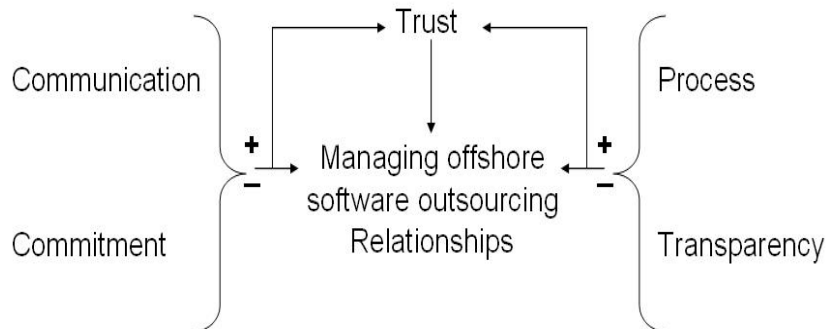 Trust
Communication
Process
+
+
Managing offshore
–
–
software outsourcing
Relationships
Commitment
Transparency